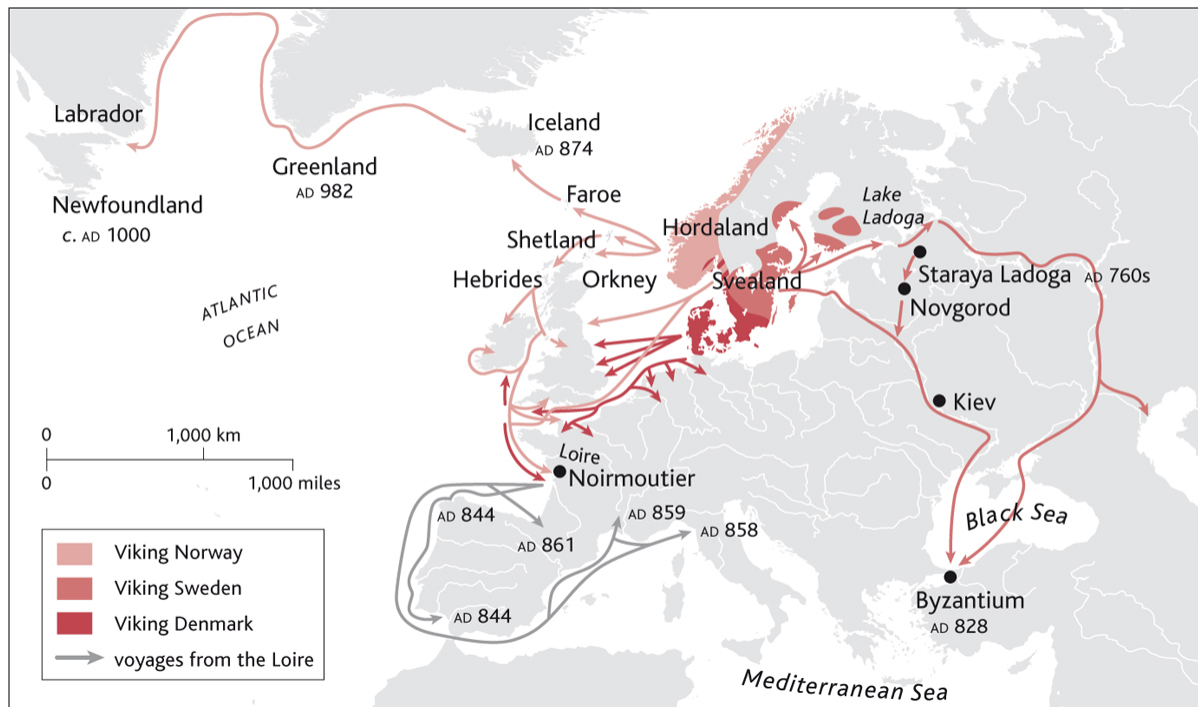 Labrador
Iceland
AD 874
Greenland
AD 982
Newfoundland
c. AD 1000
Faroe
Shetland
Hebrides
Orkney
Hordaland
Svealand
Lake
Ladoga
Staraya Ladoga AD 760s
Novgorod
ATLANTIC
OCEAN
Kiev
0 1,000 km
0 1,000 miles
Loire
Noirmoutier
AD 844
AD 861
AD 859
AD 858
AD 844
Black Sea
Byzantium
AD 828
Mediterranean Sea
Viking Norway
Viking Sweden
Viking Denmark
voyages from the Loire